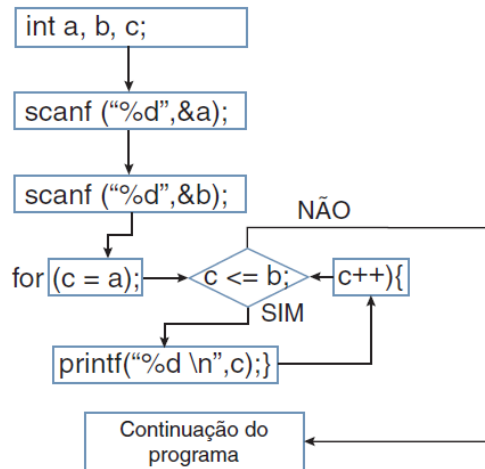 int a, b, c;
scanf (“%d”,&a);
scanf (“%d”,&b);
NÃO
for (c = a); c <= b; c++){
SIM
printf(“%d \n”,c);}
Continuação do
programa